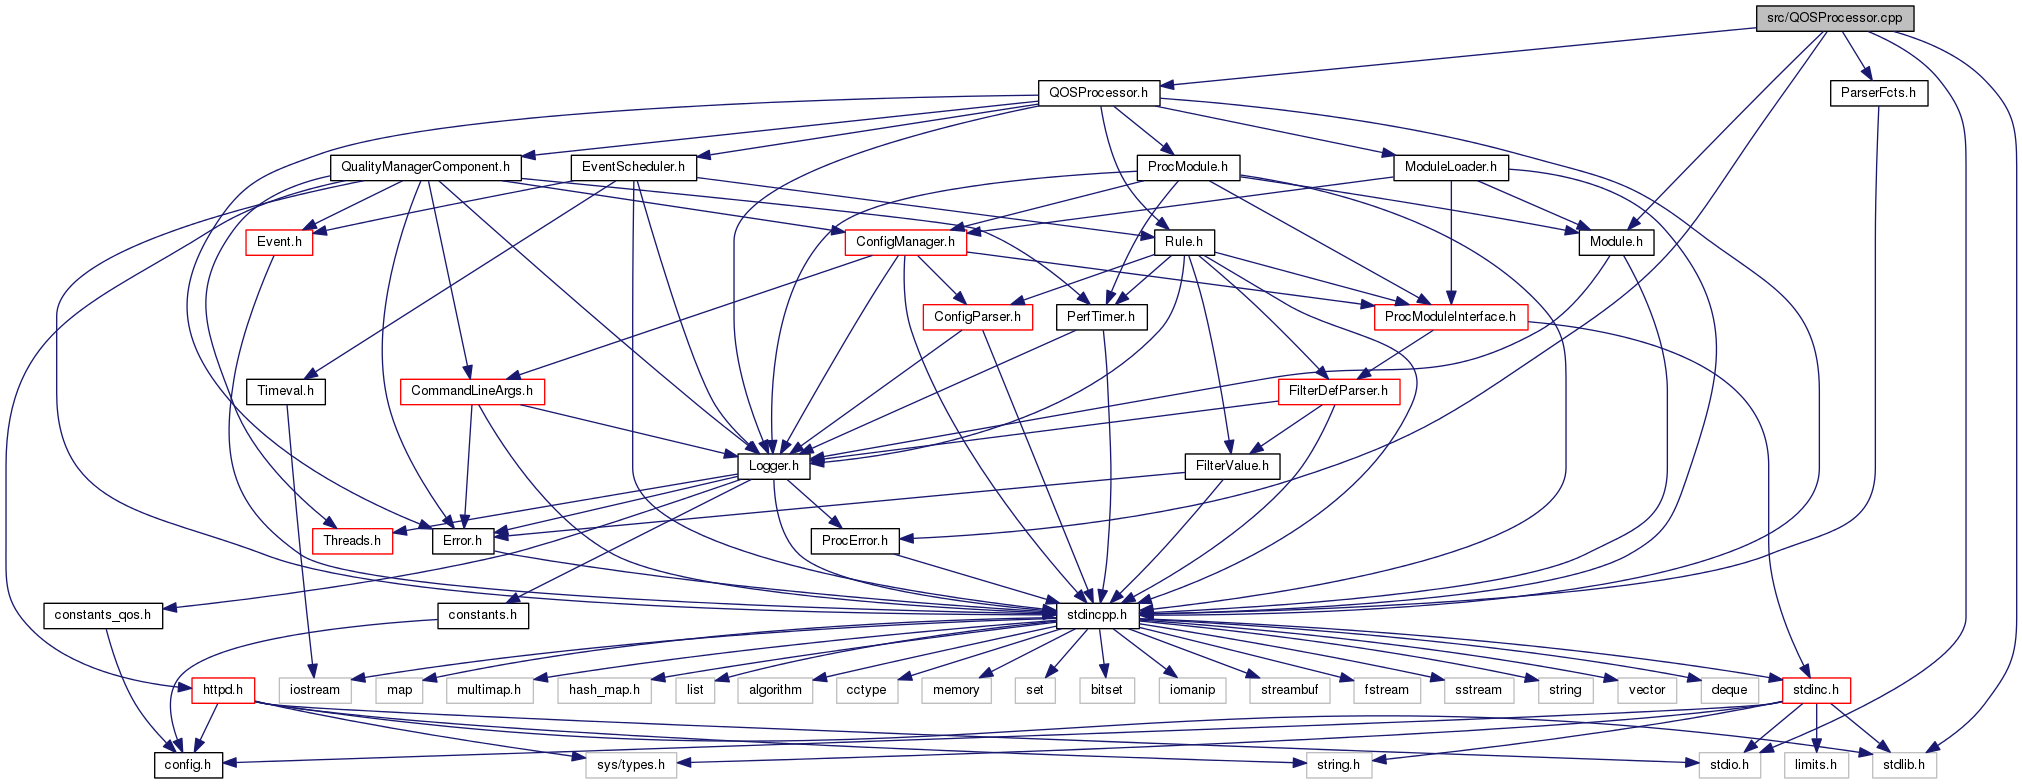 src/QOSProcessor.cpp
QOSProcessor.h
ParserFcts.h
QualityManagerComponent.h
EventScheduler.h
ProcModule.h
ModuleLoader.h
Event.h
ConfigManager.h
Rule.h
Module.h
ConfigParser.h
PerfTimer.h
ProcModuleInterface.h
Timeval.h
CommandLineArgs.h
FilterDefParser.h
Logger.h
FilterValue.h
Threads.h
Error.h
ProcError.h
constants_qos.h
constants.h
stdincpp.h
httpd.h
iostream
map
multimap.h
hash_map.h
list
algorithm
cctype
memory
set
bitset
iomanip
streambuf
fstream
sstream
string
vector
deque
stdinc.h
config.h
sys/types.h
string.h
stdio.h
limits.h
stdlib.h